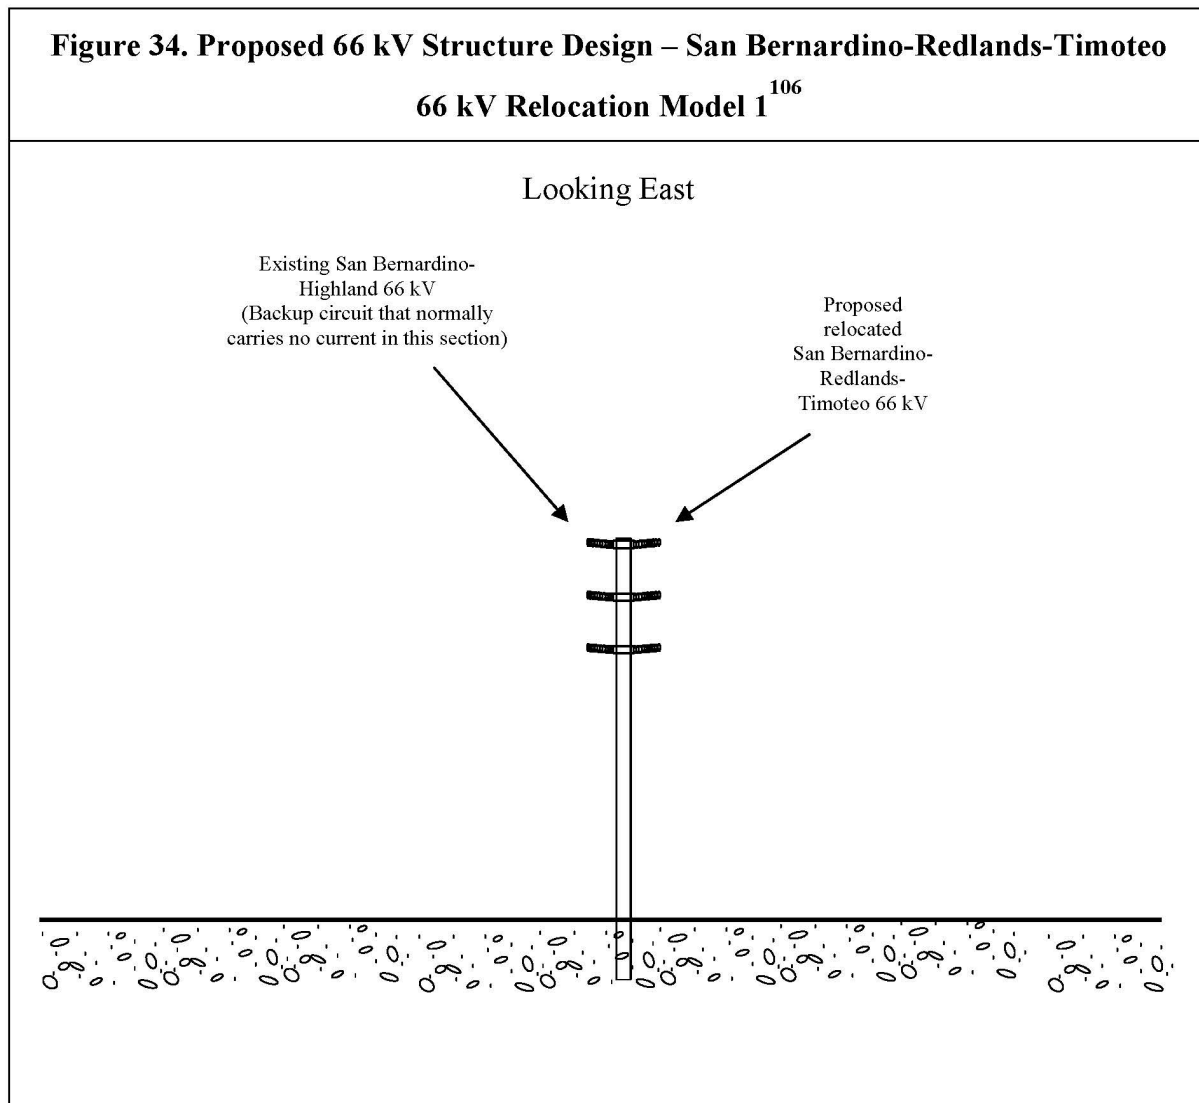 Figure 34. Proposed 66 kV Structure Design – San Bernardino-Redlands-Timoteo
66 kV Relocation Model 1106
Looking East
Existing San Bernardino-
Highland 66 kV
(Backup circuit that normally
carries no current in this section)
Proposed
relocated
San Bernardino-
Redlands-
Timoteo 66 kV